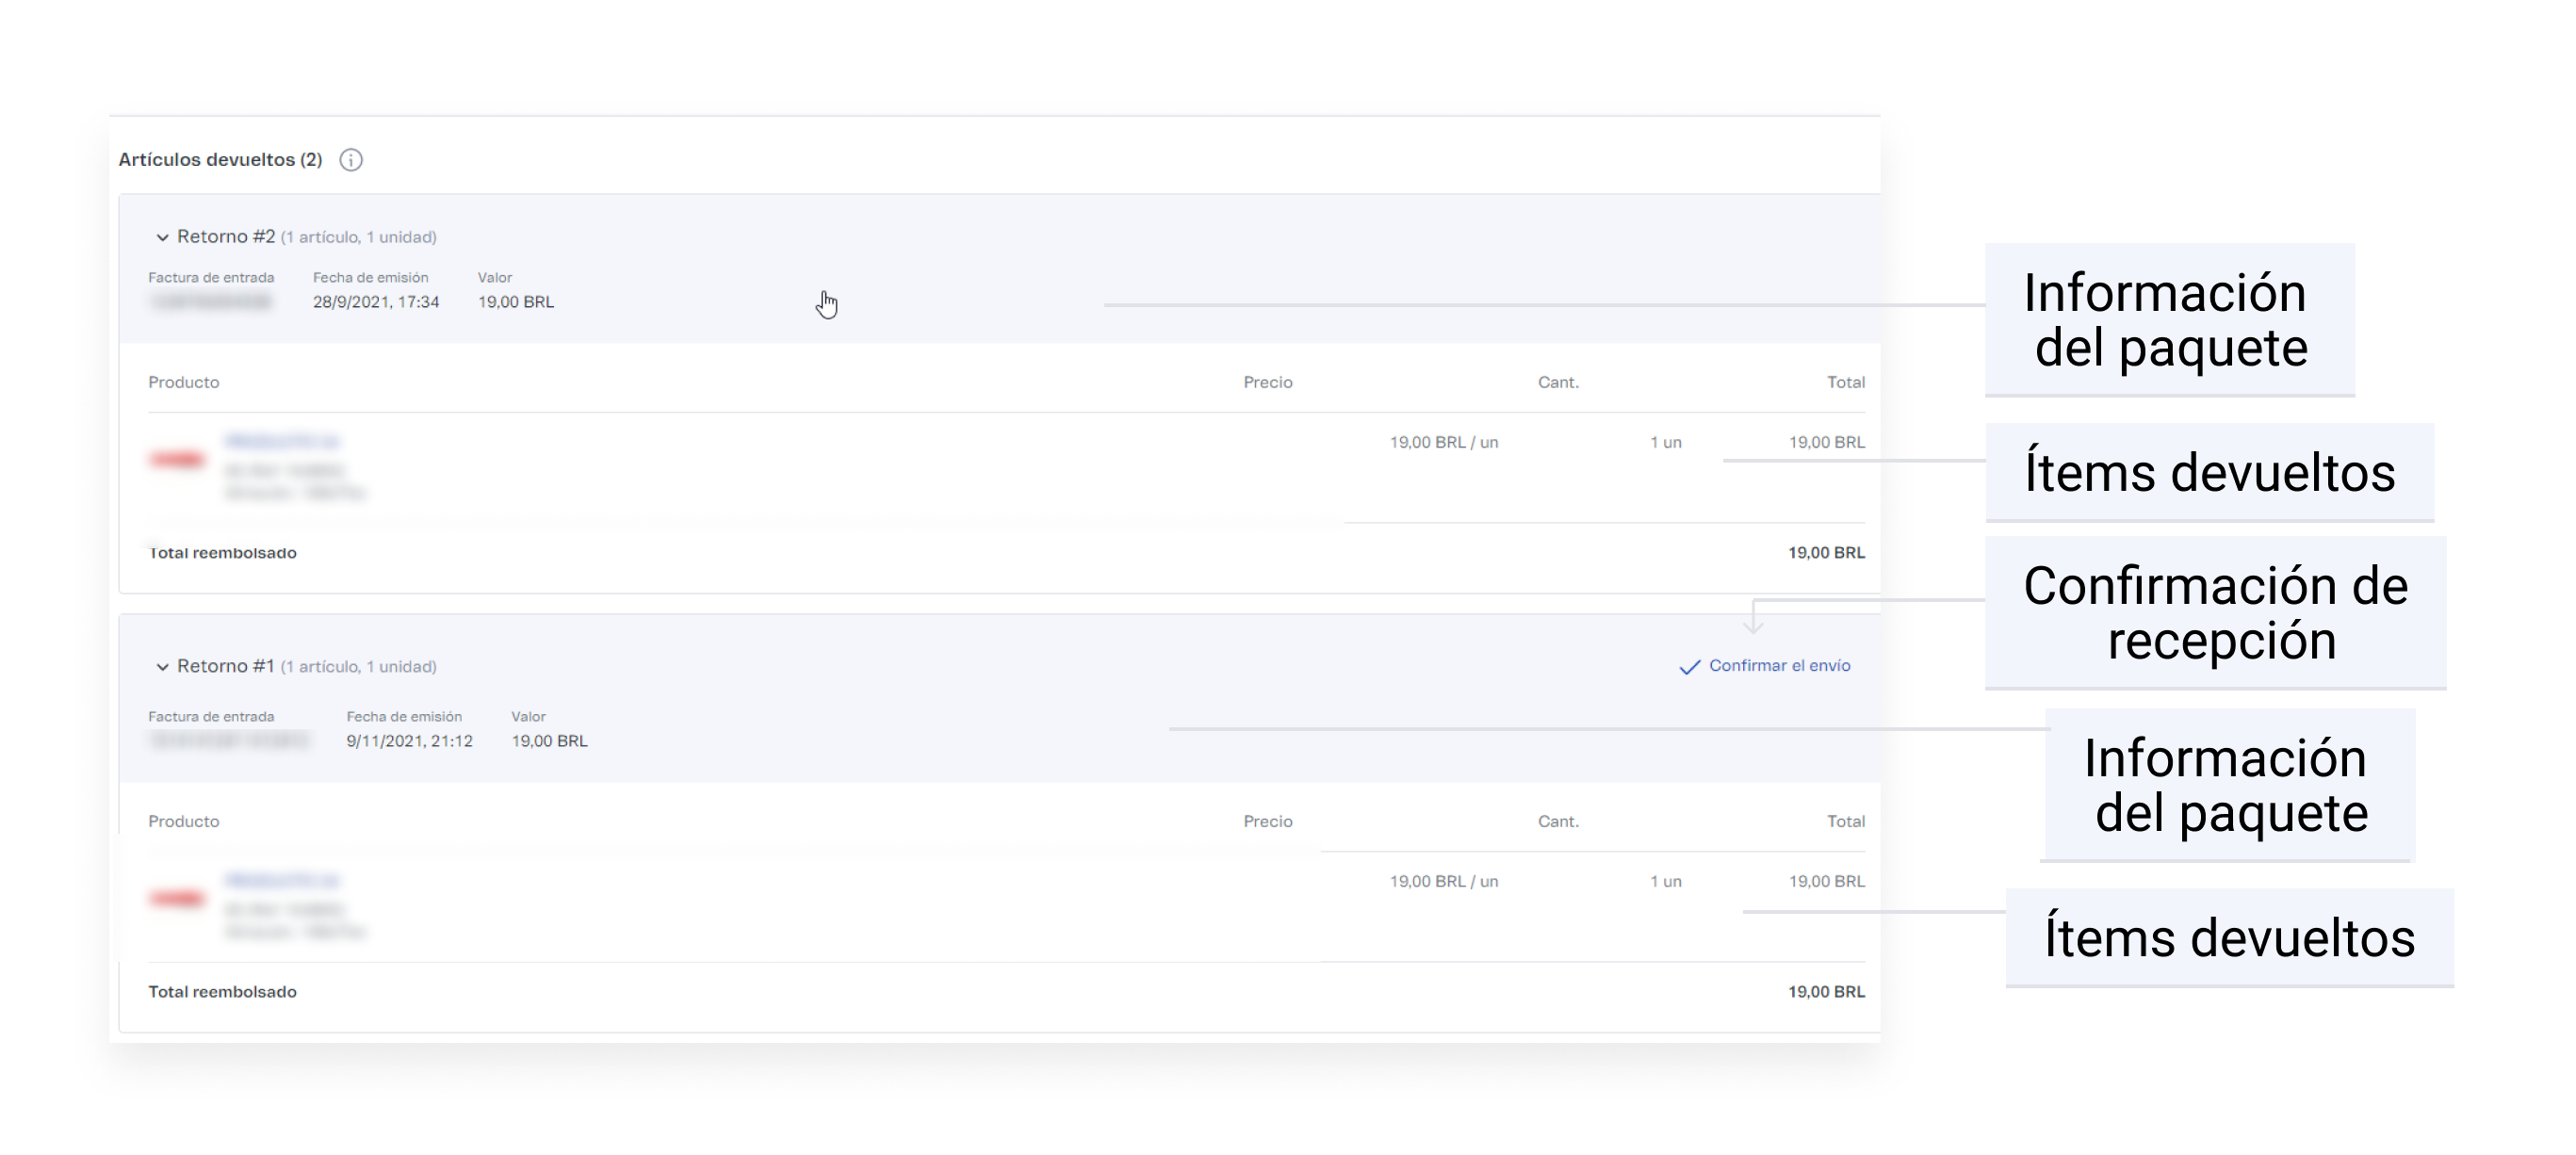 Artículos devueltos (2)
Retorno #2 (1 artículo, 1 unidad)
Factura de entrada Fecha de emisión Valor
28/9/2021, 17:34 19,00 BRL
Producto Precio Cant. Total
19,00 BRL / un 1 un 19,00 BRL
Total reembolsado 19,00 BRL
Retorno #1 (1 artículo, 1 unidad) Confirmar el envío
Factura de entrada Fecha de emisión Valor
9/11/2021, 21:12 19,00 BRL
Producto Precio Cant. Total
19,00 BRL / un 1 un 19,00 BRL
Total reembolsado 19,00 BRL
Información
del paquete
Ítems devueltos
Confirmación de
recepción
Información
del paquete
Ítems devueltos